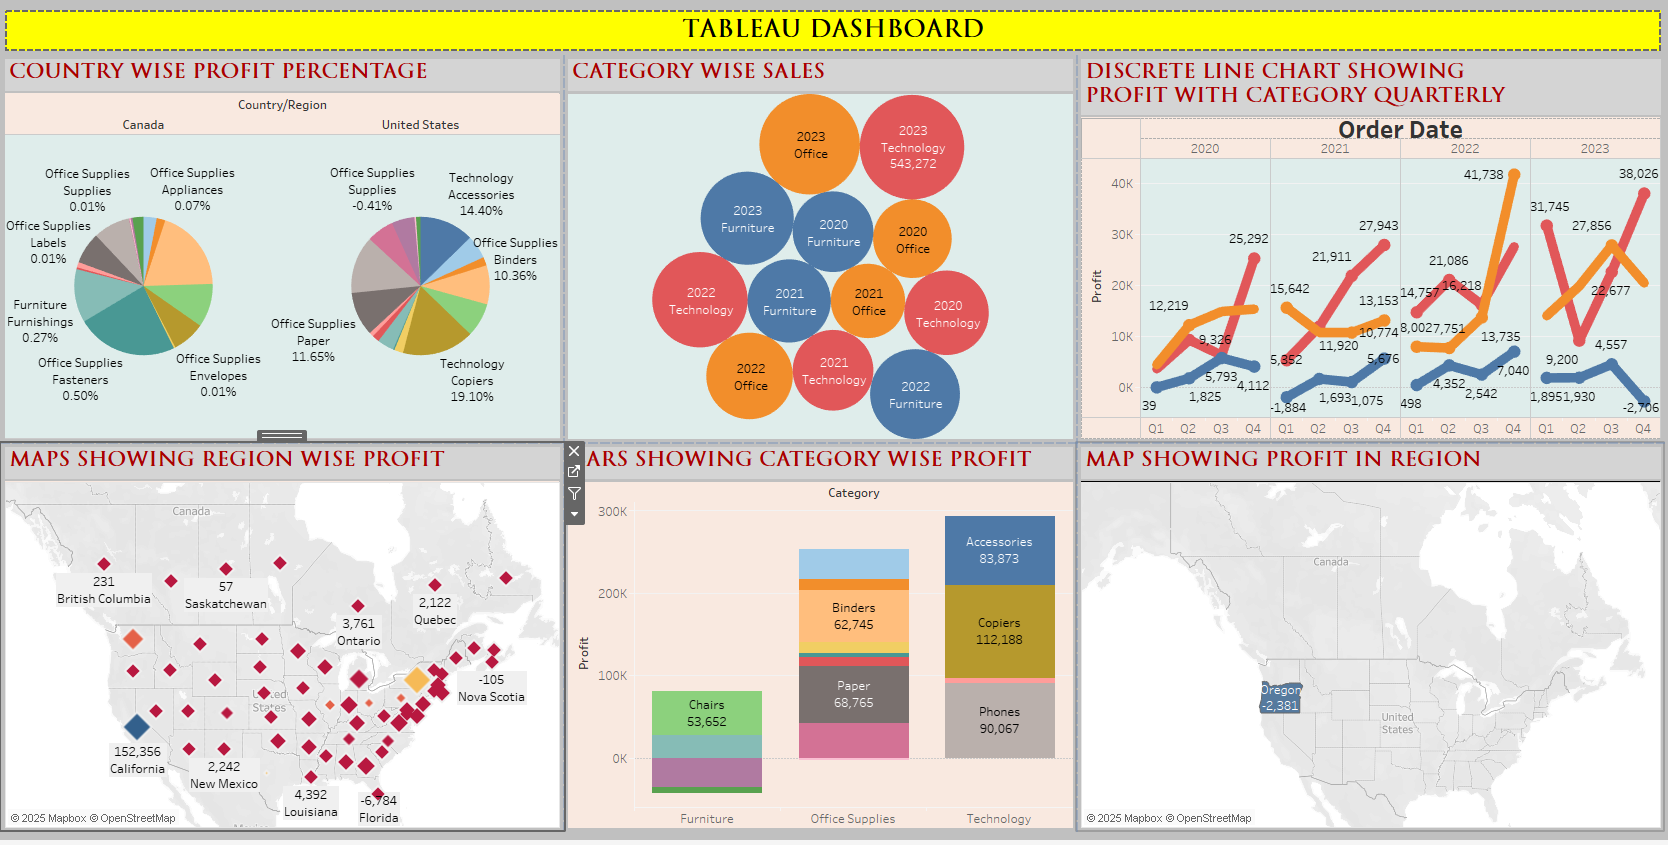 TABLEAU DASHBOARD
COUNTRY WISE PROFIT PERCENTAGE
Country/Region
Canada
United States
Office Supplies
Supplies
0.01%
Office Supplies
Appliances
0.07%
Office Supplies
Labels
0.01%
Furniture
Furnishings
0.27%
Office Supplies
Fasteners
0.50%
Office Supplies
Envelopes
0.01%
Office Supplies
Supplies
-0.41%
Technology
Accessories
14.40%
Office Supplies
Binders
10.36%
Office Supplies
Paper
11.65%
Technology
Copiers
19.10%
CATEGORY WISE SALES
2023
Office
2023
Technology
543,272
2023
Furniture
2020
Furniture
2020
Office
2022
Technology
2021
Furniture
2021
Office
2020
Technology
2022
Office
2021
Technology
2022
Furniture
DISCRETE LINE CHART SHOWING
PROFIT WITH CATEGORY QUARTERLY
Order Date
2020
2021
2022
2023
Profit
40K
30K
20K
10K
0K
12,219
25,292
9,326
5,793
4,112
1,825
39
15,642
21,911
27,943
13,153
10,774
11,920
5,352
5,676
1,693
1,075
-1,884
41,738
21,086
14,757
16,218
8,002
7,751
13,735
7,040
4,352
2,542
498
31,745
38,026
27,856
22,677
9,200
4,557
1,895
1,930
-2,706
Q1 Q2 Q3 Q4 Q1 Q2 Q3 Q4 Q1 Q2 Q3 Q4 Q1 Q2 Q3 Q4
MAPS SHOWING REGION WISE PROFIT
Canada
231
British Columbia
57
Saskatchewan
3,761
Ontario
2,122
Quebec
-105
Nova Scotia
United
States
152,356
California
2,242
New Mexico
4,392
Louisiana
-6,784
Florida
© 2025 Mapbox © OpenStreetMap
ARS SHOWING CATEGORY WISE PROFIT
Category
Profit
300K
200K
100K
0K
Chairs
53,652
Binders
62,745
Paper
68,765
Accessories
83,873
Copiers
112,188
Phones
90,067
Furniture
Office Supplies
Technology
MAP SHOWING PROFIT IN REGION
Canada
Oregon
-2,381
United
States
© 2025 Mapbox © OpenStreetMap